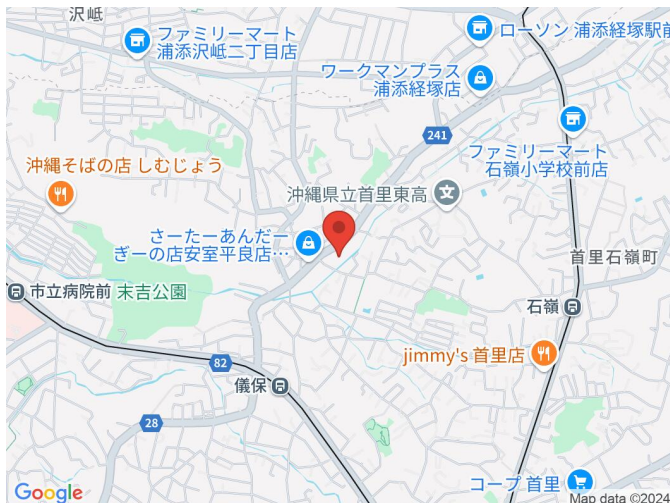 沢岻
ファミリーマート
浦添沢岻二丁目店
ローソン 浦添経塚駅前
ワークマンプラス
浦添経塚店
241
ファミリーマート
石嶺小学校前店
沖縄そばの店 しむじょう
沖縄県立首里東高
さーたーあんだー
ぎーの店安室平良店…
首里石嶺町
市立病院前
末吉公園
石嶺
82
jimmy's 首里店
儀保
28
コープ 首里
Google
Map data ©2024